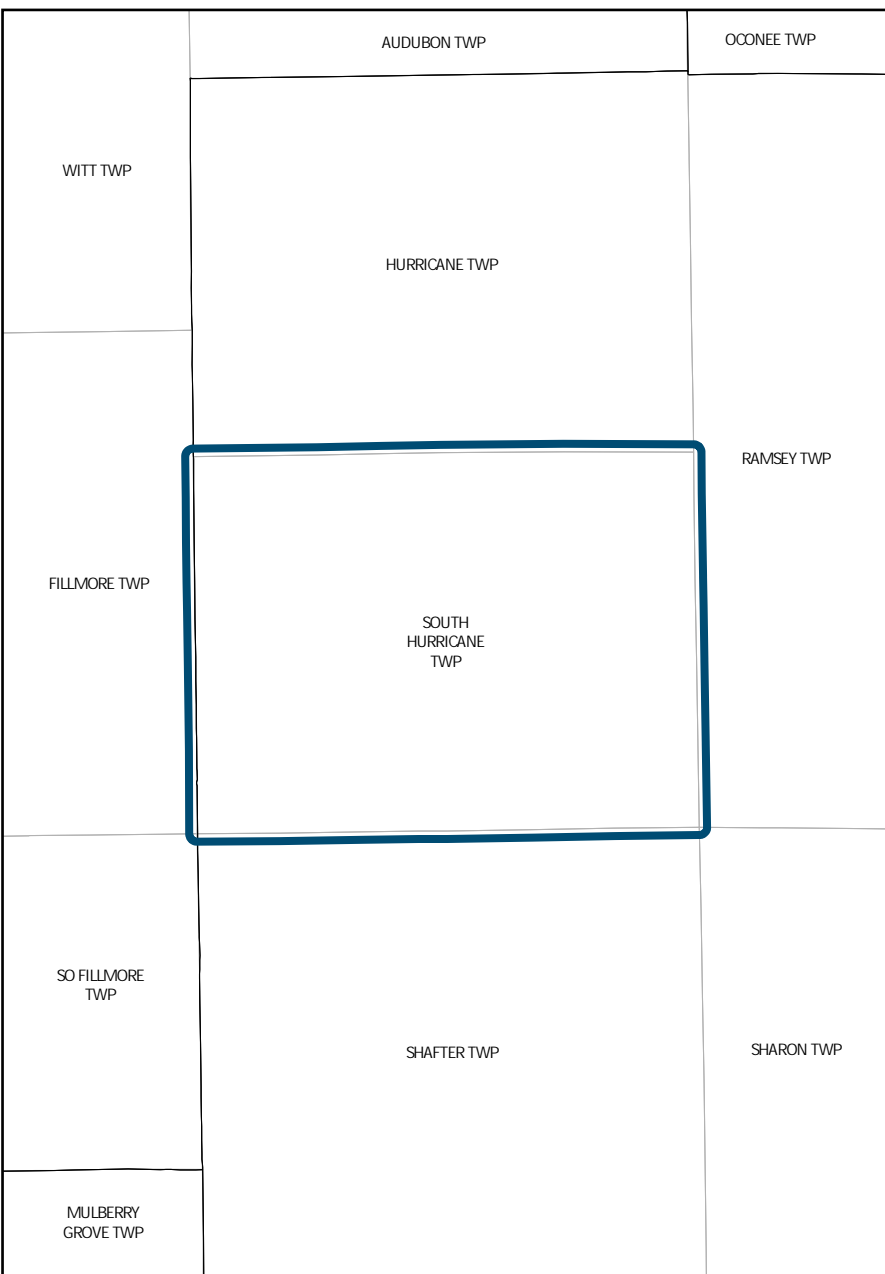 AUDUBON TWP
OCONEE TWP
WITT TWP
HURRICANE TWP
RAMSEY TWP
FILLMORE TWP
SOUTH
HURRICANE
TWP
SO FILLMORE
TWP
SHAFTER TWP
SHARON TWP
MULBERRY
GROVE TWP